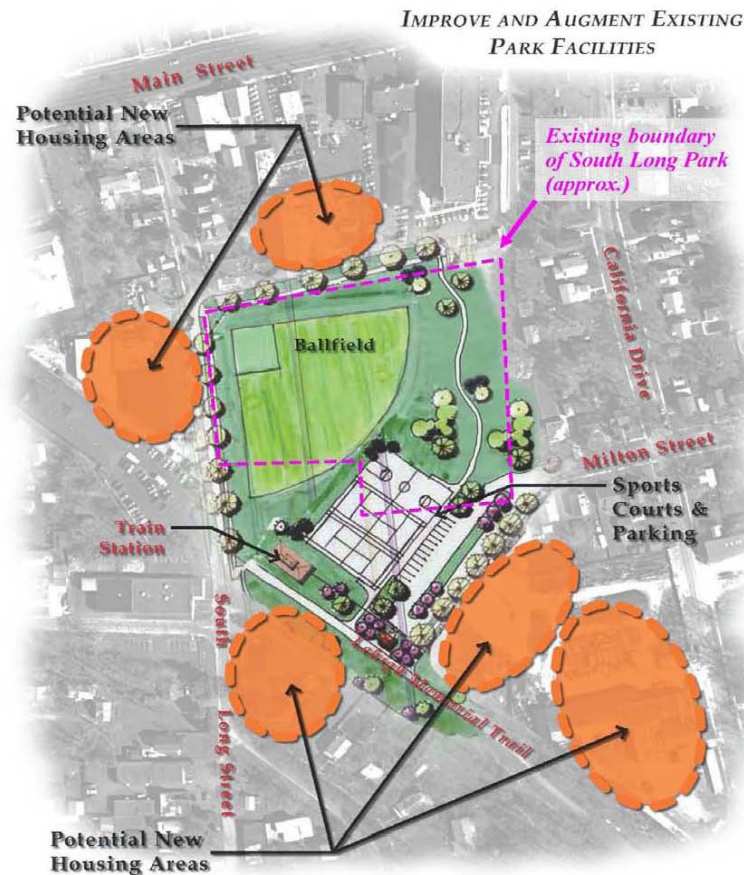 IMPROVE AND AUGMENT EXISTING
PARK FACILITIES
Main Street
Potential New
Housing Areas
Existing boundary
of South Long Park
(approx.)
California Drive
Ballfield
Milton Street
Sports
Courts &
Parking
Train
Station
South Long Street
Memorial Trail
Potential New
Housing Areas